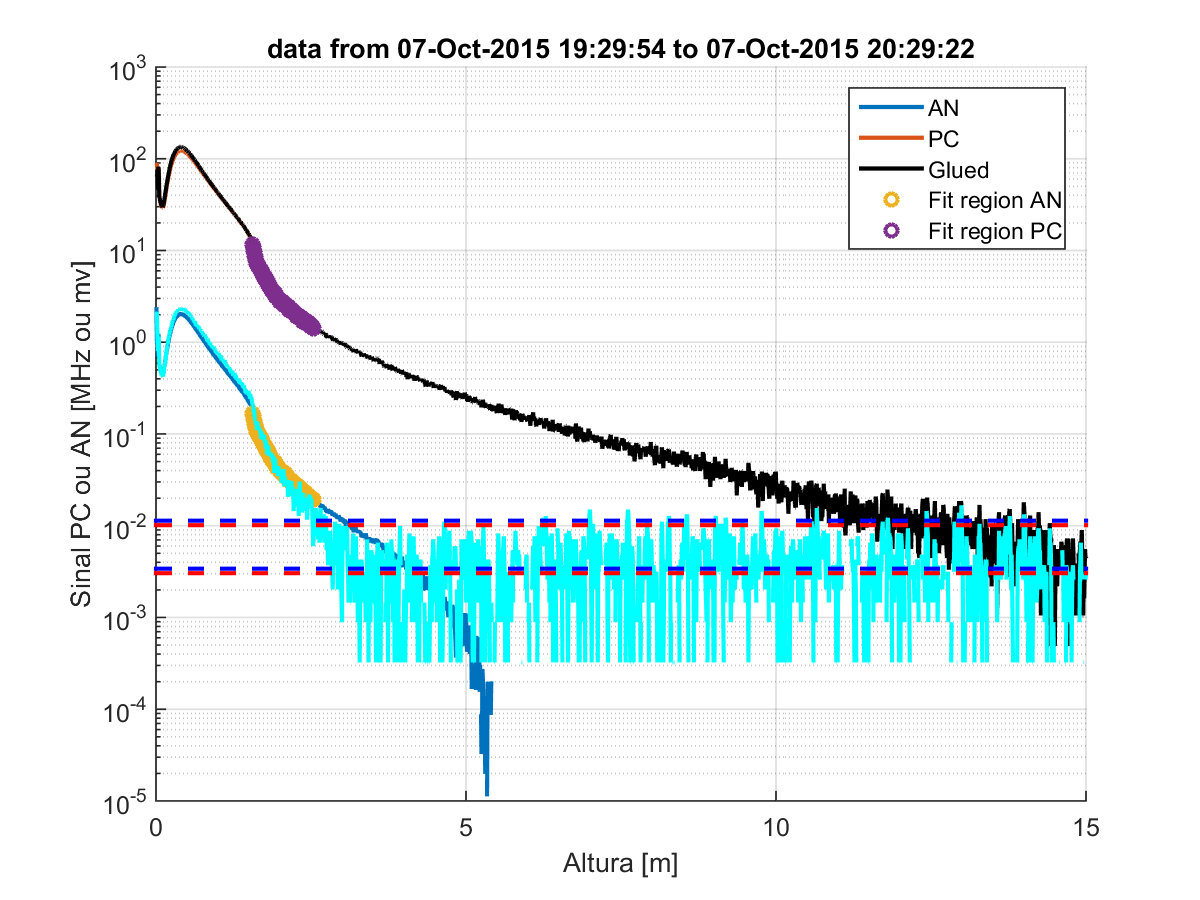 data from 07-Oct-2015 19:29:54 to 07-Oct-2015 20:29:22
AN
PC
Glued
Fit region AN
Fit region PC
Sinal PC ou AN [MHz ou mv]
10^3
10^2
10^1
10^0
10^-1
10^-2
10^-3
10^-4
10^-5
0 5 10 15
Altura [m]